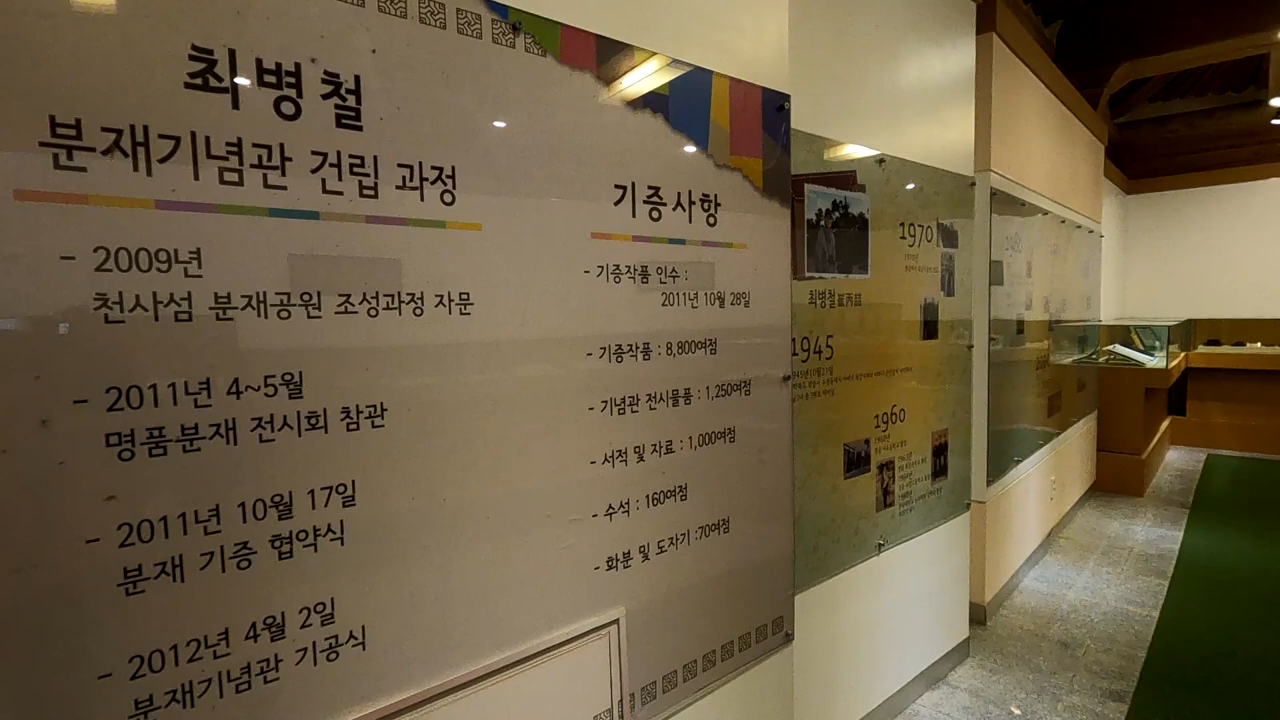 최병철
분재기념관 건립 과정
- 2009년
천사섬 분재공원 조성과정 자문
- 2011년 4~5월
명품분재 전시회 참관
- 2011년 10월 17일
분재 기증 협약식
- 2012년 4월 2일
분재기념관 기공식
기증사항
- 기증작품 인수 :
2011년 10월 28일
- 기증작품 : 8,800여점
- 기념관 전시물품 : 1,250여점
- 서적 및 자료 : 1,000여점
- 수석 : 160여점
- 화분 및 도자기 :70여점
최병철
1945
1960
1970